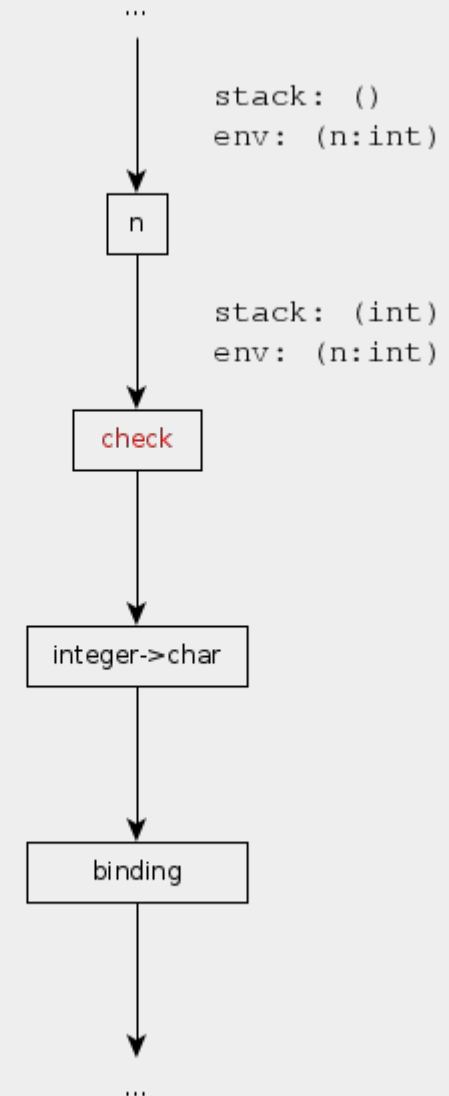 ...
stack: ()
env: (n:int)
n
stack: (int)
env: (n:int)
check
integer->char
binding
...